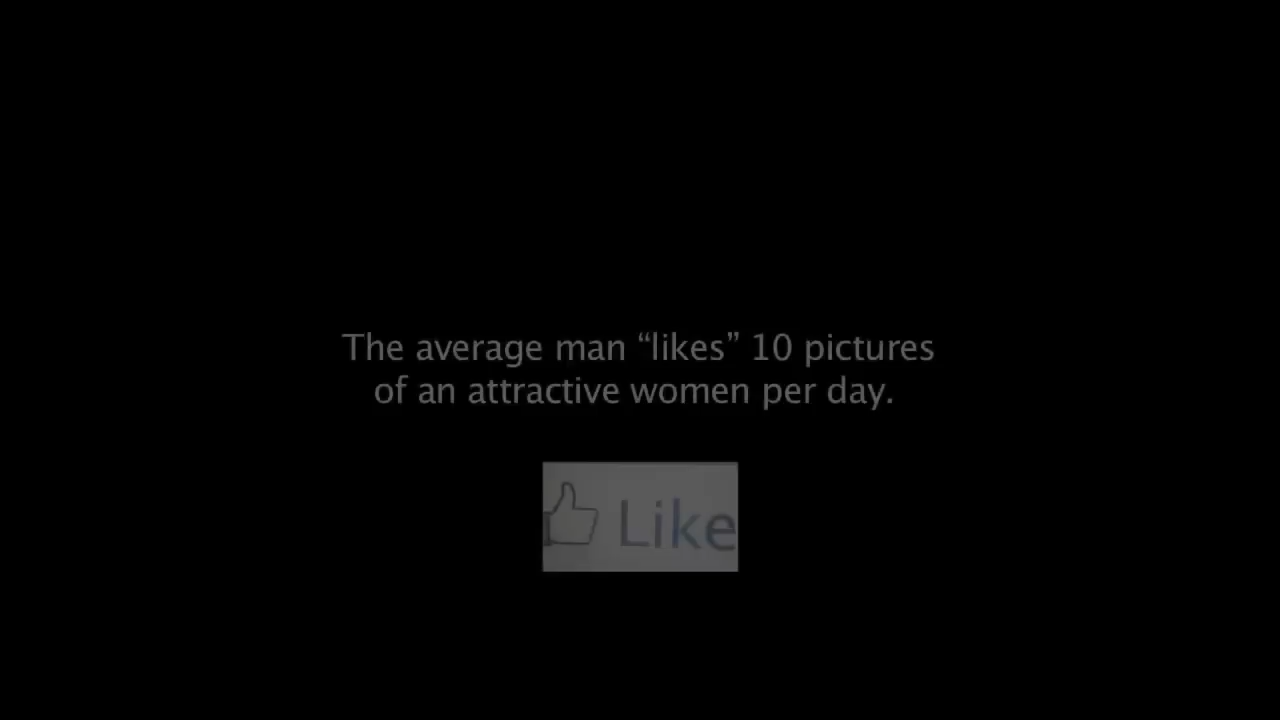 The average man “likes” 10 pictures
of an attractive women per day.
Like